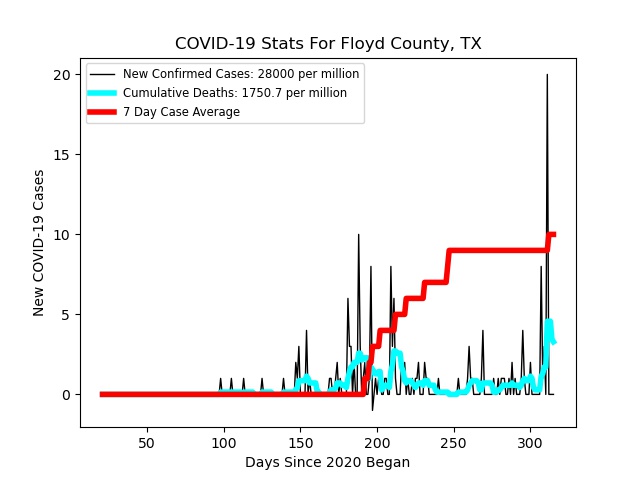 COVID-19 Stats For Floyd County, TX
New Confirmed Cases: 28000 per million
Cumulative Deaths: 1750.7 per million
7 Day Case Average
New COVID-19 Cases
20
15
10
5
0
50 100 150 200 250 300
Days Since 2020 Began